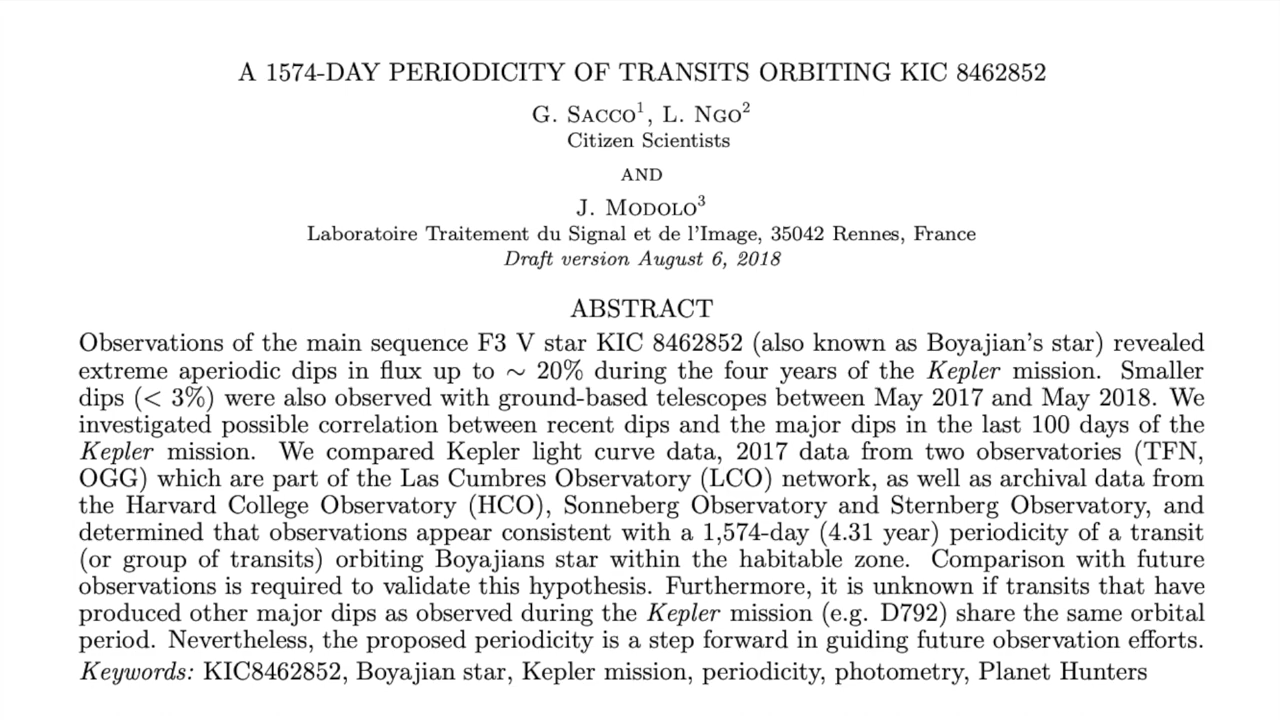 A 1574-DAY PERIODICITY OF TRANSITS ORBITING KIC 8462852
G. Sacco¹, L. Ngo²
Citizen Scientists
AND
J. Modolo³
Laboratoire Traitement du Signal et de l'Image, 35042 Rennes, France
Draft version August 6, 2018
ABSTRACT
Observations of the main sequence F3 V star KIC 8462852 (also known as Boyajian's star) revealed
extreme aperiodic dips in flux up to ~ 20% during the four years of the Kepler mission. Smaller
dips (< 3%) were also observed with ground-based telescopes between May 2017 and May 2018. We
investigated possible correlation between recent dips and the major dips in the last 100 days of the
Kepler mission. We compared Kepler light curve data, 2017 data from two observatories (TFN,
OGG) which are part of the Las Cumbres Observatory (LCO) network, as well as archival data from
the Harvard College Observatory (HCO), Sonneberg Observatory and Sternberg Observatory, and
determined that observations appear consistent with a 1,574-day (4.31 year) periodicity of a transit
(or group of transits) orbiting Boyajians star within the habitable zone. Comparison with future
observations is required to validate this hypothesis. Furthermore, it is unknown if transits that have
produced other major dips as observed during the Kepler mission (e.g. D792) share the same orbital
period. Nevertheless, the proposed periodicity is a step forward in guiding future observation efforts.
Keywords: KIC8462852, Boyajian star, Kepler mission, periodicity, photometry, Planet Hunters